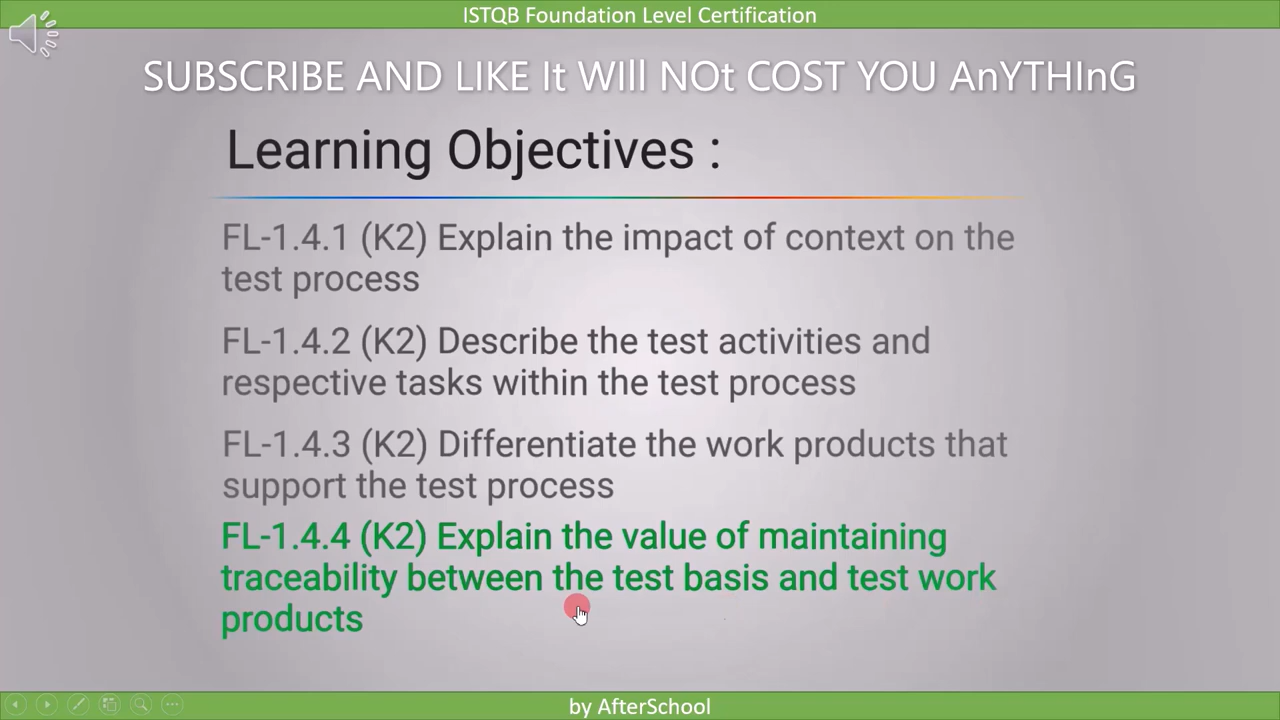 ISTQB Foundation Level Certification
SUBSCRIBE AND LIKE It WIll NOt COST YOU AnYTHInG
Learning Objectives :
FL-1.4.1 (K2) Explain the impact of context on the
test process
FL-1.4.2 (K2) Describe the test activities and
respective tasks within the test process
FL-1.4.3 (K2) Differentiate the work products that
support the test process
FL-1.4.4 (K2) Explain the value of maintaining
traceability between the test basis and test work
products
by AfterSchool